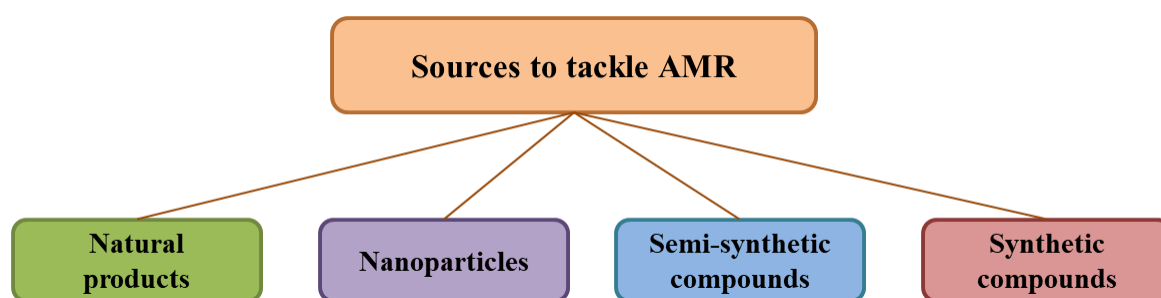 Sources to tackle AMR
Natural
products
Nanoparticles
Semi-synthetic
compounds
Synthetic
compounds